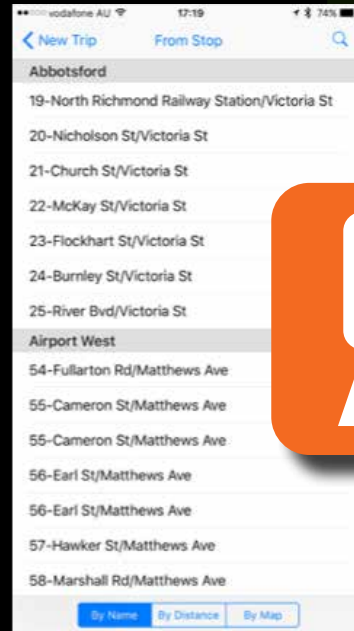 vodafone AU 17:19 74%
New Trip From Stop
Abbotsford
19-North Richmond Railway Station/Victoria St
20-Nicholson St/Victoria St
21-Church St/Victoria St
22-McKay St/Victoria St
23-Flockhart St/Victoria St
24-Burnley St/Victoria St
25-River Bvd/Victoria St
Airport West
54-Fullarton Rd/Matthews Ave
55-Cameron St/Matthews Ave
55-Cameron St/Matthews Ave
56-Earl St/Matthews Ave
56-Earl St/Matthews Ave
57-Hawker St/Matthews Ave
58-Marshall Rd/Matthews Ave
By Name By Distance By Map